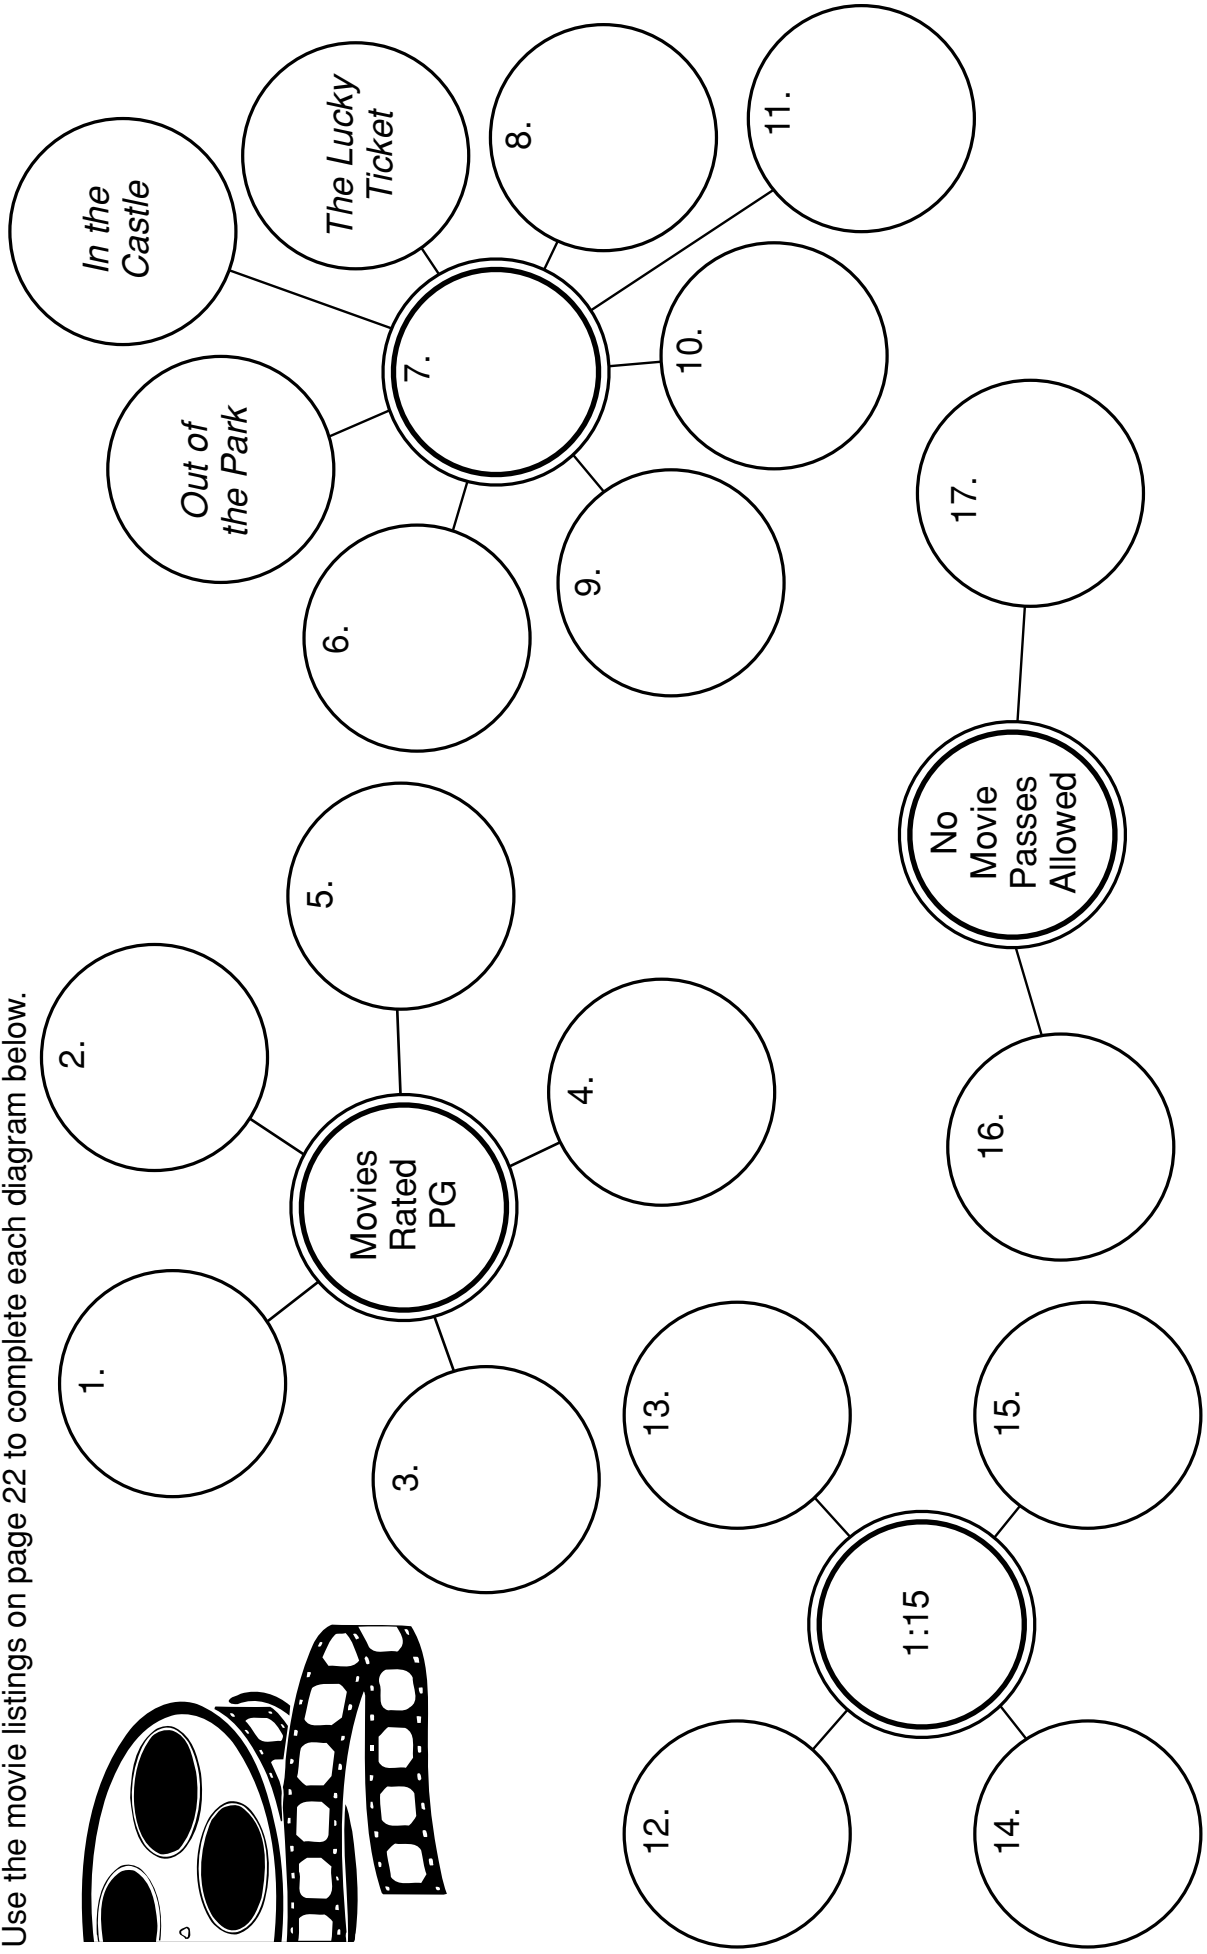 Use the movie listings on page 22 to complete each diagram below.
1.
2.
3.
Movies
Rated
PG
4.
5.
6.
Out of
the Park
In the
Castle
The Lucky
Ticket
7.
8.
9.
10.
11.
12.
13.
1:15
14.
15.
16.
No
Movie
Passes
Allowed
17.